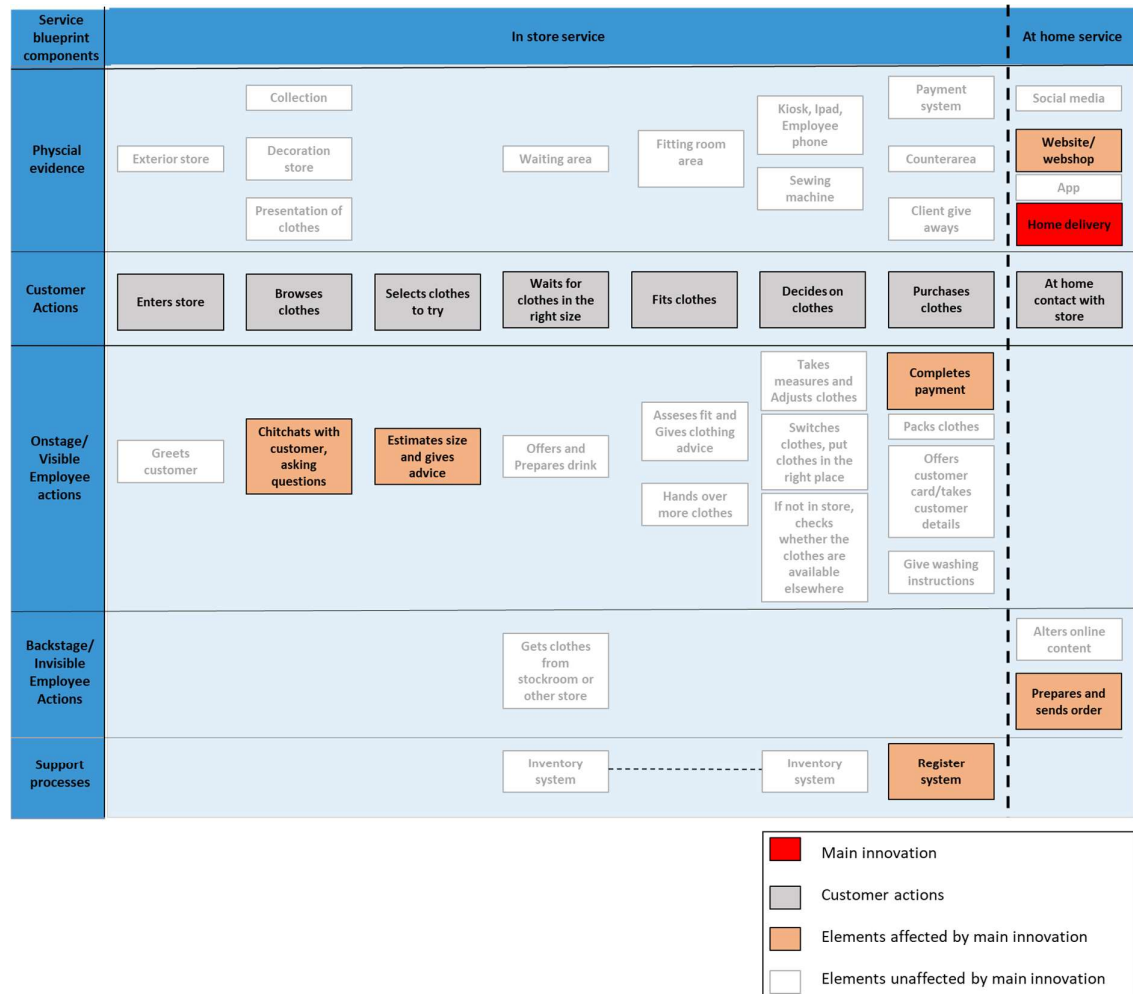 Service
blueprint
components
In store service
At home service
Physcial
evidence
Exterior store
Collection
Decoration
store
Presentation of
clothes
Waiting area
Fitting room
area
Kiosk, Ipad,
Employee
phone
Sewing
machine
Payment
system
Counterarea
Client give
aways
Social media
Website/
webshop
App
Home delivery
Customer
Actions
Enters store
Browses
clothes
Selects clothes
to try
Waits for
clothes in the
right size
Fits clothes
Decides on
clothes
Purchases
clothes
At home
contact with
store
Onstage/
Visible
Employee
actions
Greets
customer
Chitchats with
customer,
asking
questions
Estimates size
and gives
advice
Offers and
Prepares drink
Asseses fit and
Gives clothing
advice
Hands over
more clothes
Takes
measures and
Adjusts clothes
Switches
clothes, put
clothes in the
right place
If not in store,
checks
whether the
clothes are
available
elsewhere
Completes
payment
Packs clothes
Offers
customer
card/takes
customer
details
Give washing
instructions
Backstage/
Invisible
Employee
Actions
Gets clothes
from
stockroom or
other store
Alters online
content
Prepares and
sends order
Support
processes
Inventory
system
Inventory
system
Register
system
Main innovation
Customer actions
Elements affected by main innovation
Elements unaffected by main innovation